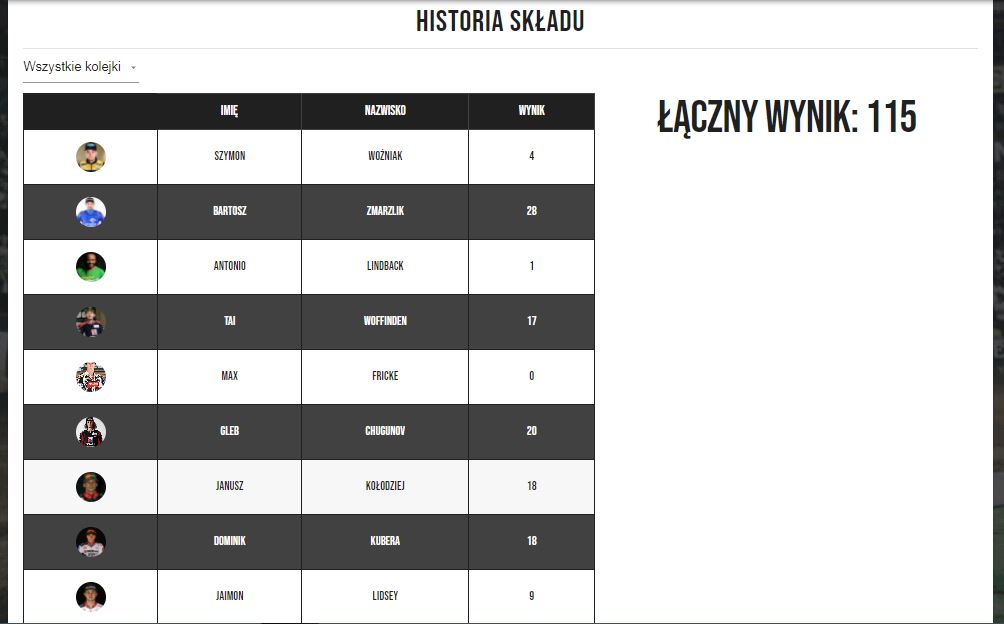 HISTORIA SKŁADU
Wszystkie kolejki
IMIĘ NAZWISKO WYNIK
SZYMON WOŹNIAK 4
BARTOSZ ZMARZLIK 28
ANTONIO LINDBACK 1
TAI WOFFINDEN 17
MAX FRICKE 0
GLEB CHUGUNOV 20
JANUSZ KOŁODZIEJ 18
DOMINIK KUBERA 18
JAIMON LIDSEY 9
ŁĄCZNY WYNIK: 115